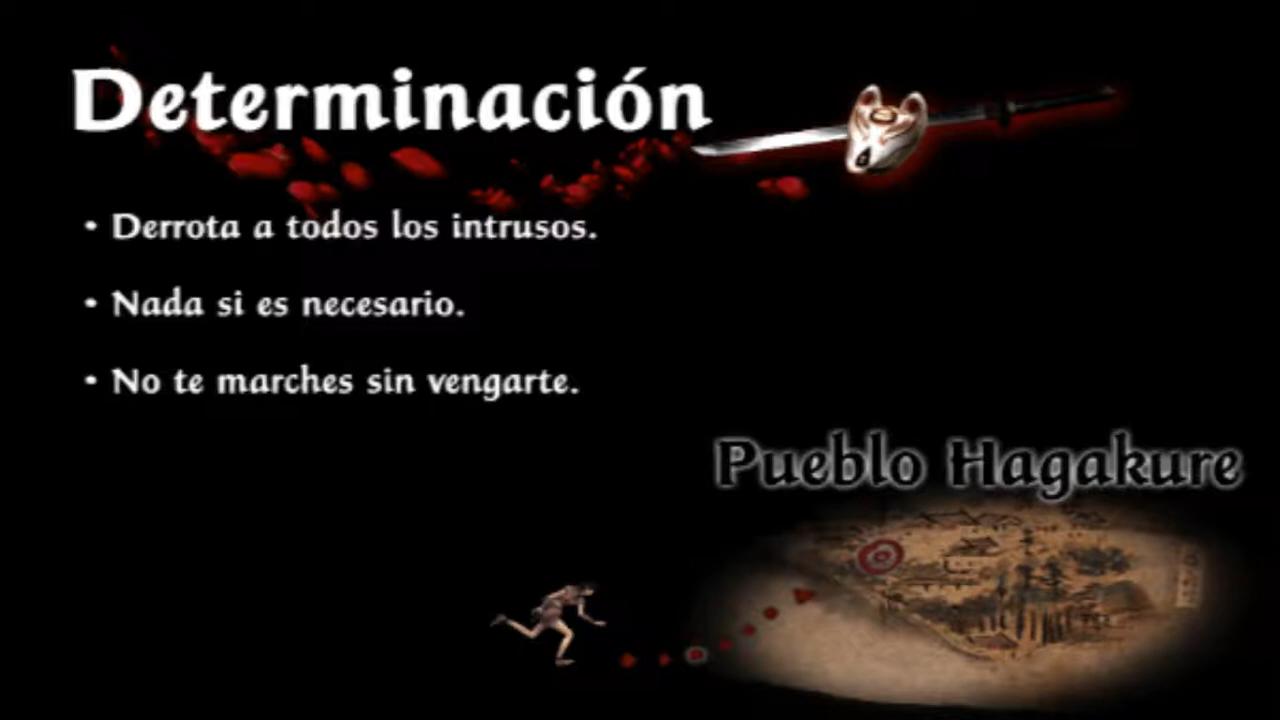 Determinación
• Derrota a todos los intrusos.
• Nada si es necesario.
• No te marches sin vengarte.
Pueblo Hagakure